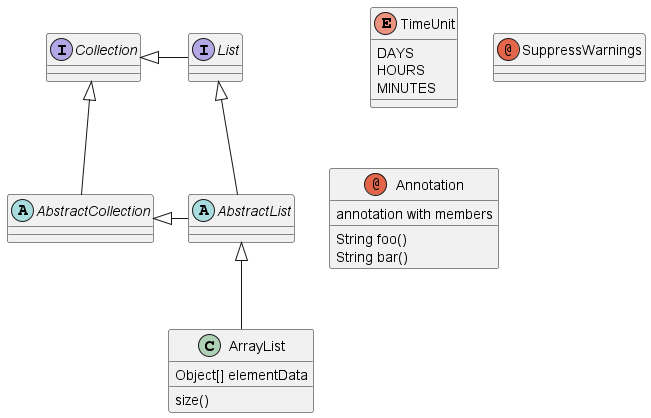 I Collection
I List
E TimeUnit
DAYS
HOURS
MINUTES
@ SuppressWarnings
A AbstractCollection
A AbstractList
@ Annotation
annotation with members
String foo()
String bar()
C ArrayList
Object[] elementData
size()